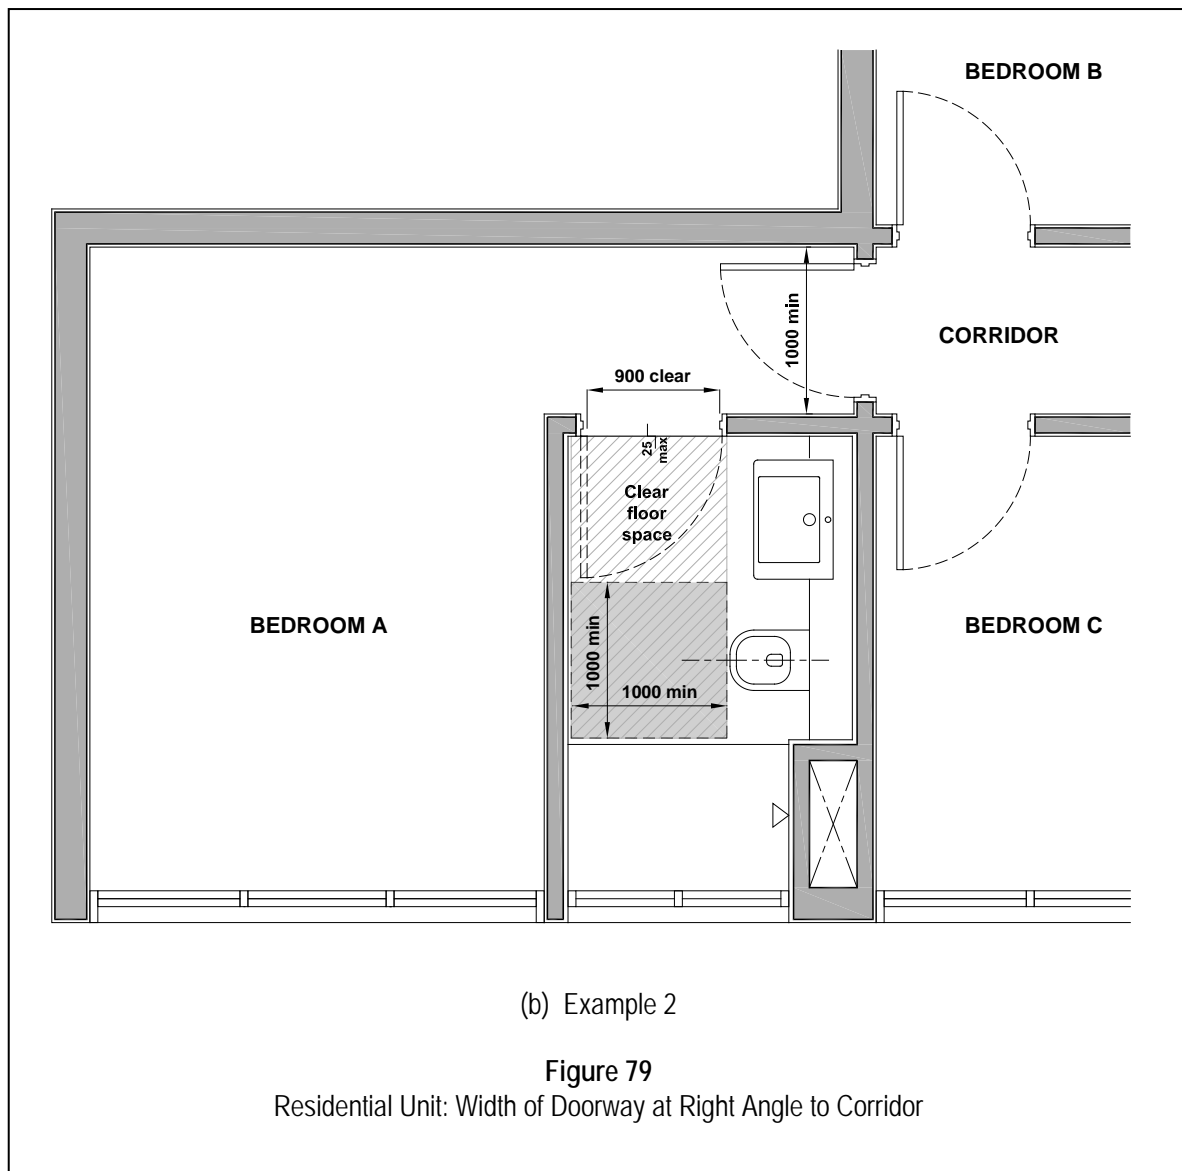 BEDROOM B
1000 min
CORRIDOR
900 clear
25
max
Clear
floor
space
BEDROOM A
1000 min
1000 min
BEDROOM C
(b) Example 2
Figure 79
Residential Unit: Width of Doorway at Right Angle to Corridor